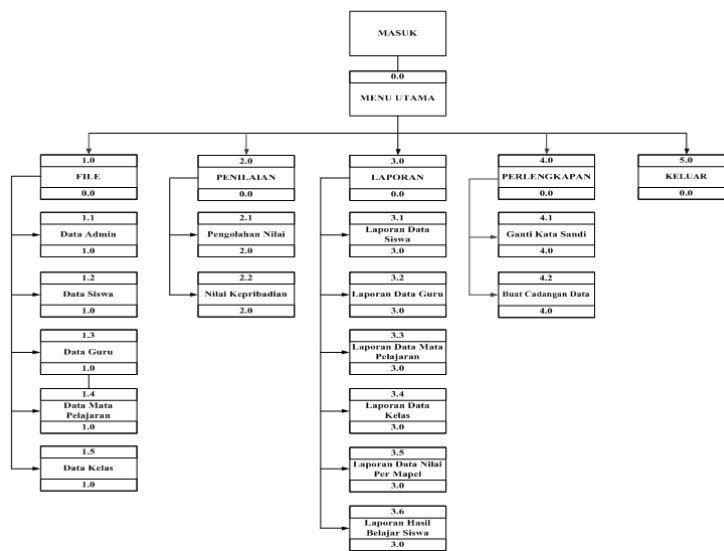 MASUK
0.0
MENU UTAMA
1.0
FILE
0.0
2.0
PENILAIAN
0.0
3.0
LAPORAN
0.0
4.0
PERLENGKAPAN
0.0
5.0
KELUAR
0.0
1.1
Data Admin
1.0
1.2
Data Siswa
1.0
1.3
Data Guru
1.0
1.4
Data Mata
Pelajaran
1.0
1.5
Data Kelas
1.0
2.1
Pengolahan Nilai
2.0
2.2
Nilai Kepribadian
2.0
3.1
Laporan Data
Siswa
3.0
3.2
Laporan Data Guru
3.0
3.3
Laporan Data Mata
Pelajaran
3.0
3.4
Laporan Data
Kelas
3.0
3.5
Laporan Data Nilai
Per Mapel
3.0
3.6
Laporan Hasil
Belajar Siswa
3.0
4.1
Ganti Kata Sandi
4.0
4.2
Buat Cadangan Data
4.0